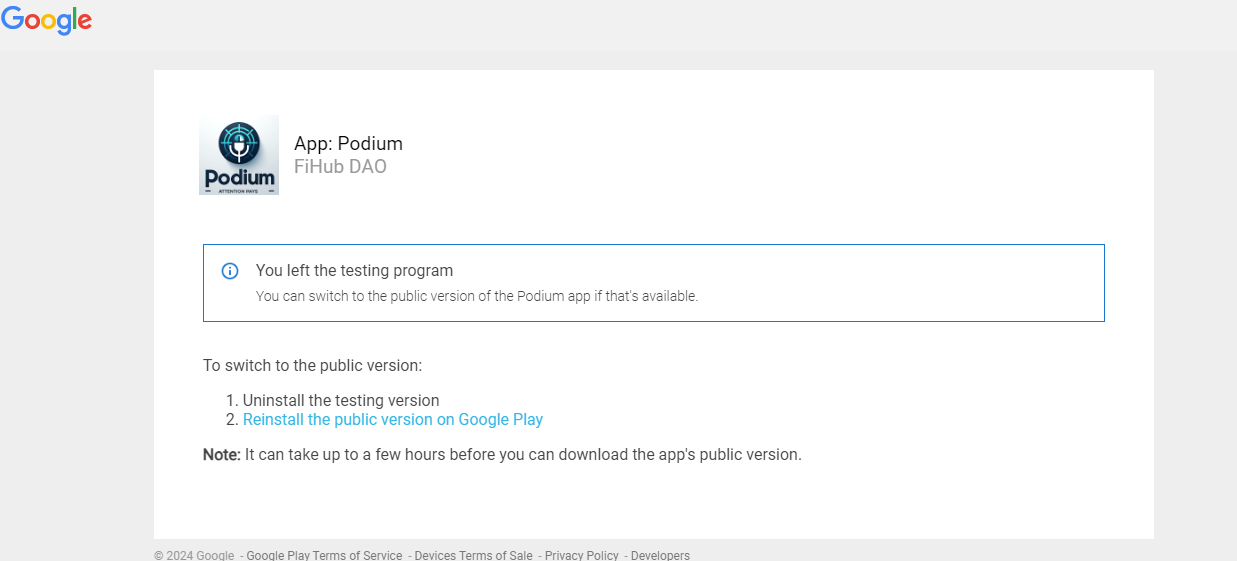 Google
Podium
ATTENTION PAYS
App: Podium
FiHub DAO
You left the testing program
You can switch to the public version of the Podium app if that's available.
To switch to the public version:
1. Uninstall the testing version
2. Reinstall the public version on Google Play
Note: It can take up to a few hours before you can download the app's public version.
© 2024 Google - Google Play Terms of Service - Devices Terms of Sale - Privacy Policy - Developers